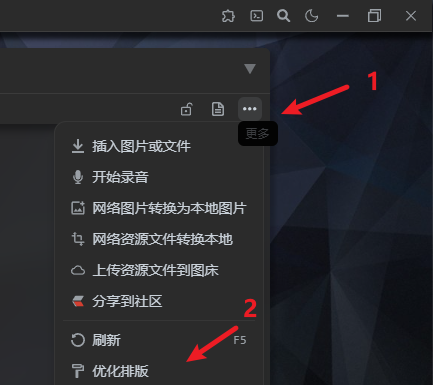 1
更多
插入图片或文件
开始录音
网络图片转换为本地图片
网络资源文件转换本地
上传资源文件到图床
分享到社区
2
刷新 F5
优化排版